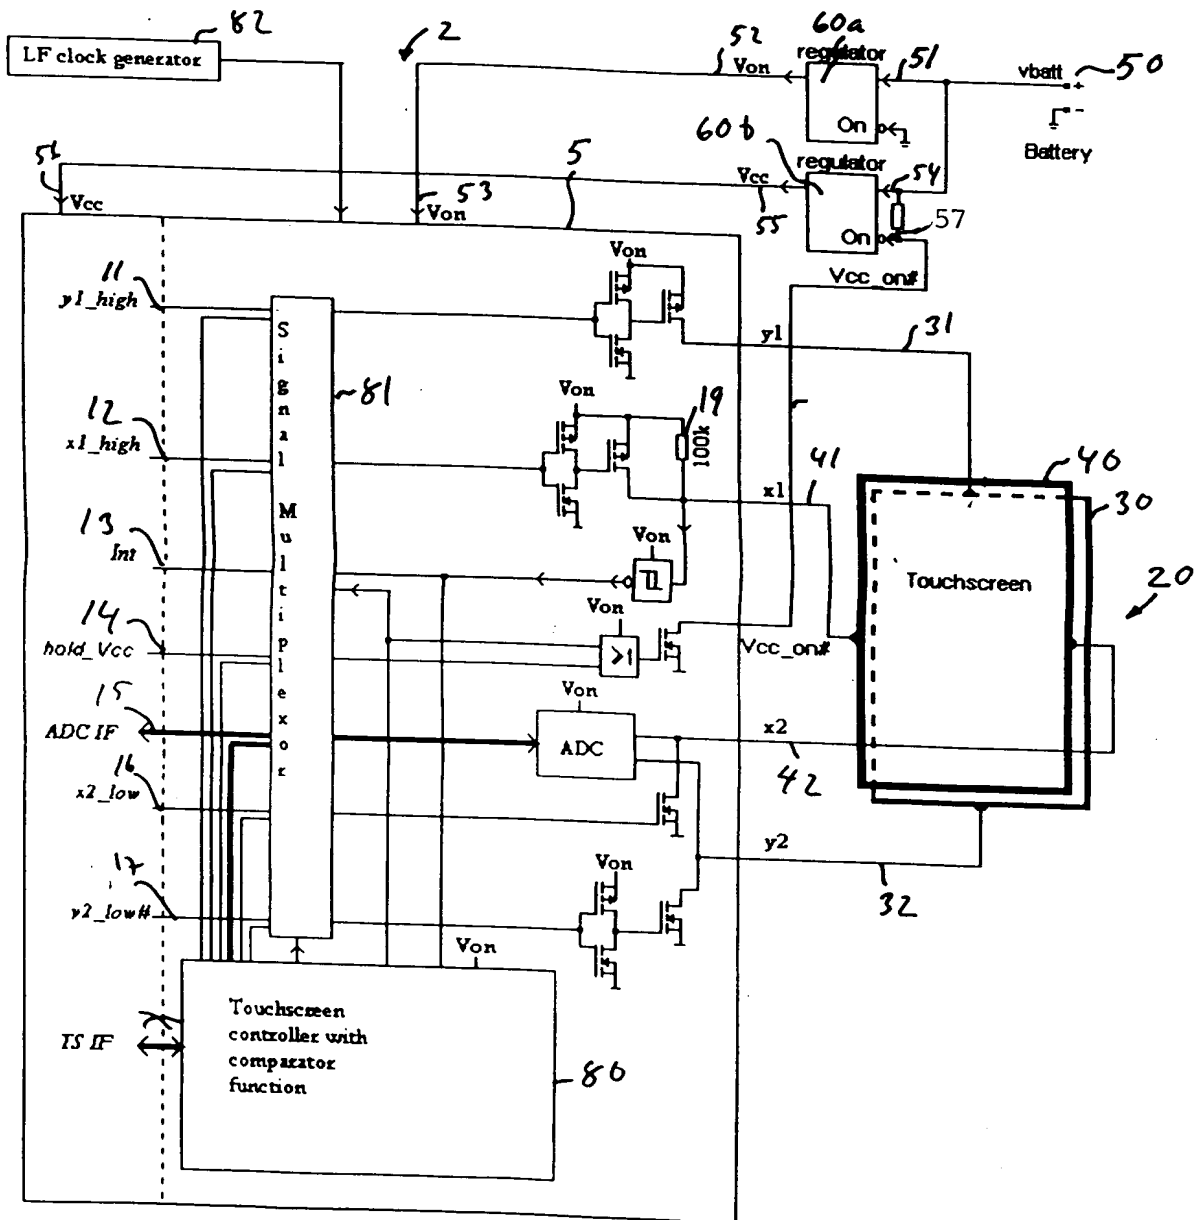 82
LF clock generator
2
52
60a
regulator
Von
51
vbatt
50
+
-
On
Battery
60b
regulator
54
Vcc
55
On
57
Vcc_on#
51
Vcc
53
Von
5
11
y1_high
Von
y1
31
Signal Multiplexor
81
12
x1_high
Von
19
100k
x1
41
40
30
13
Int
Von
Touchscreen
20
14
hold_Vcc
Von
>1
Vcc_on#
15
ADC IF
Von
ADC
x2
42
16
x2_low
y2
32
17
y2_low#
Von
Von
Touchscreen
controller with
comparator
function
80
TS IF